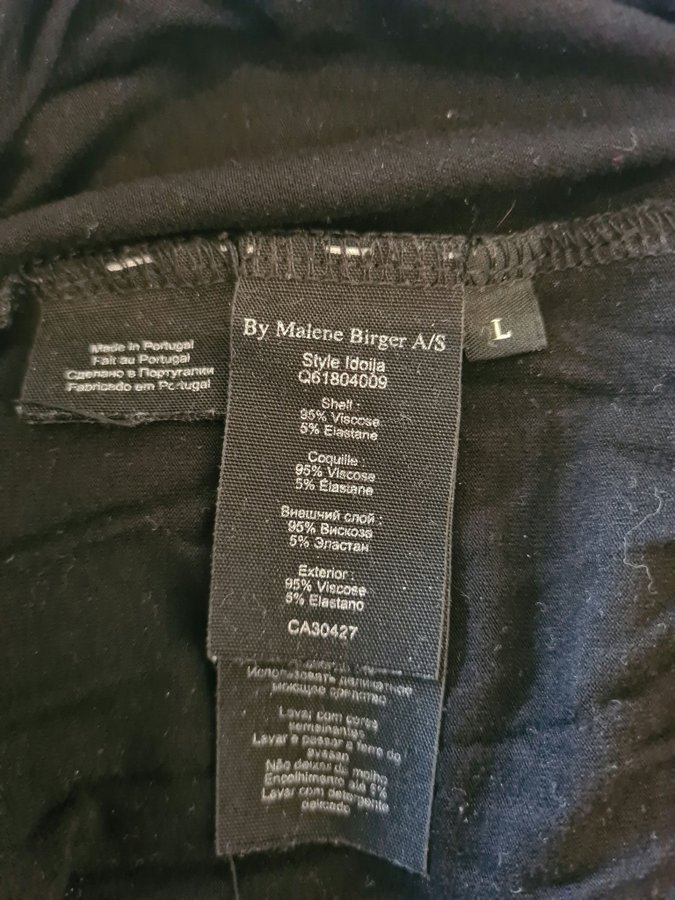 Made in Portugal
Fait au Portugal
Сделано в Португалии
Fabricado em Portugal
By Malene Birger A/S
L
Style Idoija
Q61804009
Shell :
95% Viscose
5% Elastane
Coquille :
95% Viscose
5% Élastane
Внешний слой :
95% Вискоза
5% Эластан
Exterior :
95% Viscose
5% Elastano
CA30427
Использовать деликатное
моющее средство
Lavar com cores
semelhantes
Lavar e passar a ferro do
avesso
Não deixar de molho
Encolhimento até 5%
Lavar com detergente
delicado